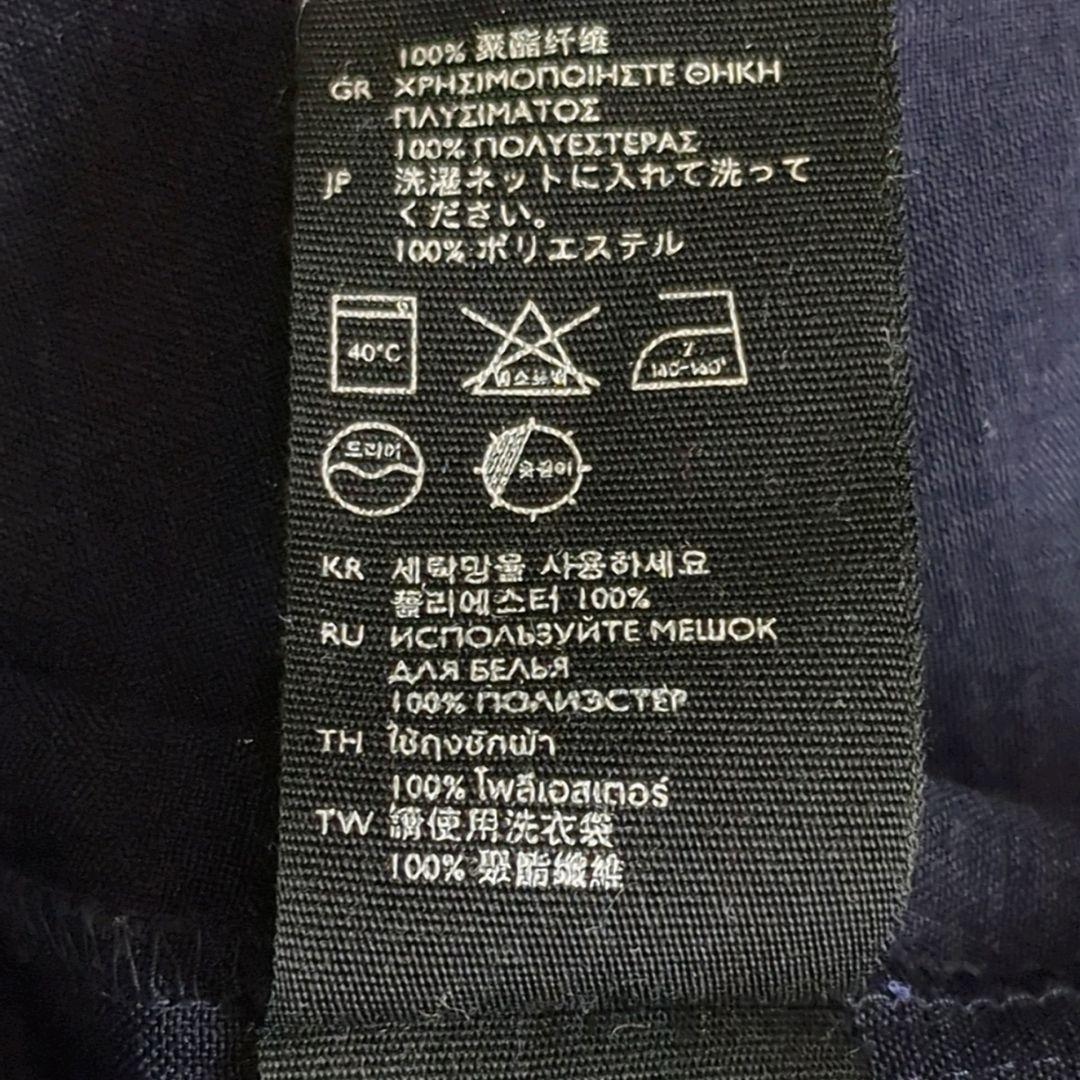 100% 聚酯纤维
GR ΧΡΗΣΙΜΟΠΟΙΗΣΤΕ ΘΗΚΗ
ΠΛΥΣΙΜΑΤΟΣ
100% ΠΟΛΥΕΣΤΕΡΑΣ
JP 洗濯ネットに入れて洗って
ください。
100% ポリエステル
40°C
드리이
옷걸이
KR 세탁망을 사용하세요
폴리에스터 100%
RU ИСПОЛЬЗУЙТЕ МЕШОК
ДЛЯ БЕЛЬЯ
100% ПОЛИЭСТЕР
TH ใช้ถุงซักผ้า
100% โพลีเอสเตอร์
TW 請使用洗衣袋
100% 聚酯纖維